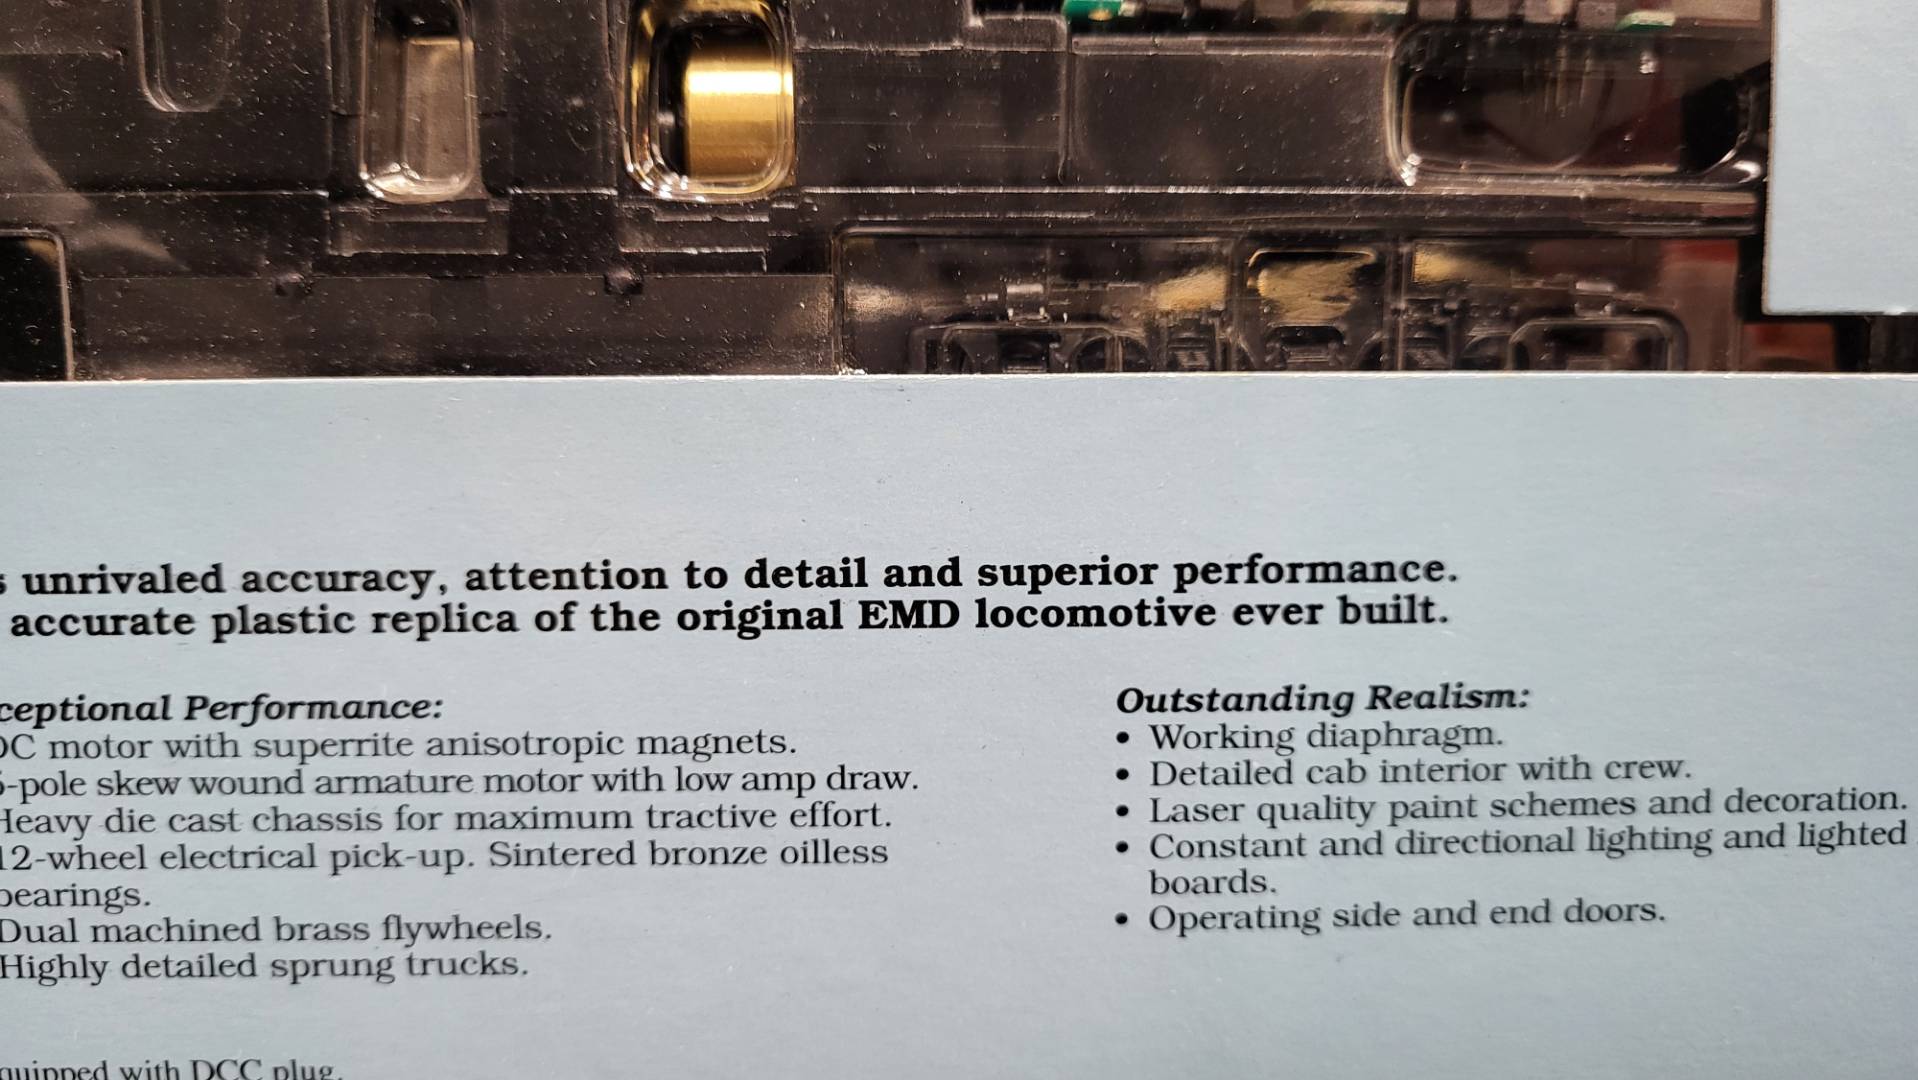 unrivaled accuracy, attention to detail and superior performance.
accurate plastic replica of the original EMD locomotive ever built.
ceptional Performance:
DC motor with superrite anisotropic magnets.
-pole skew wound armature motor with low amp draw.
Heavy die cast chassis for maximum tractive effort.
12-wheel electrical pick-up. Sintered bronze oilless
bearings.
Dual machined brass flywheels.
Highly detailed sprung trucks.
quipped with DCC plug.
Outstanding Realism:
• Working diaphragm.
• Detailed cab interior with crew.
• Laser quality paint schemes and decoration.
• Constant and directional lighting and lighted
boards.
• Operating side and end doors.